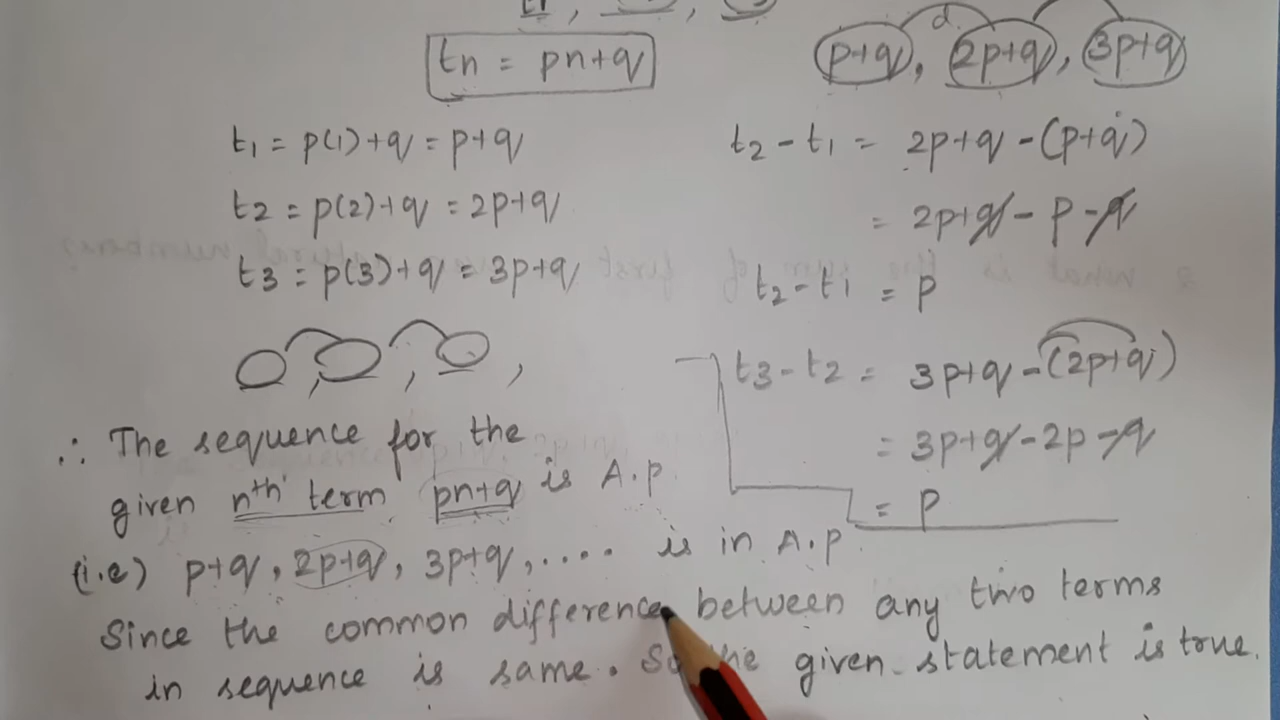 tn = pn+q
p+q, 2p+q, 3p+q
d
t1 = p(1)+q = p+q
t2 = p(2)+q = 2p+q
t3 = p(3)+q = 3p+q
t2 - t1 = 2p+q -(p+q)
= 2p+q - p - q
t2 - t1 = p
t3 - t2 = 3p+q -(2p+q)
= 3p+q - 2p - q
= p
∴ The sequence for the
given nth term pn+q is A.p
(i.e) p+q, 2p+q, 3p+q, .... is in A.p.
Since the common difference between any two terms
in sequence is same. So the given statement is true.